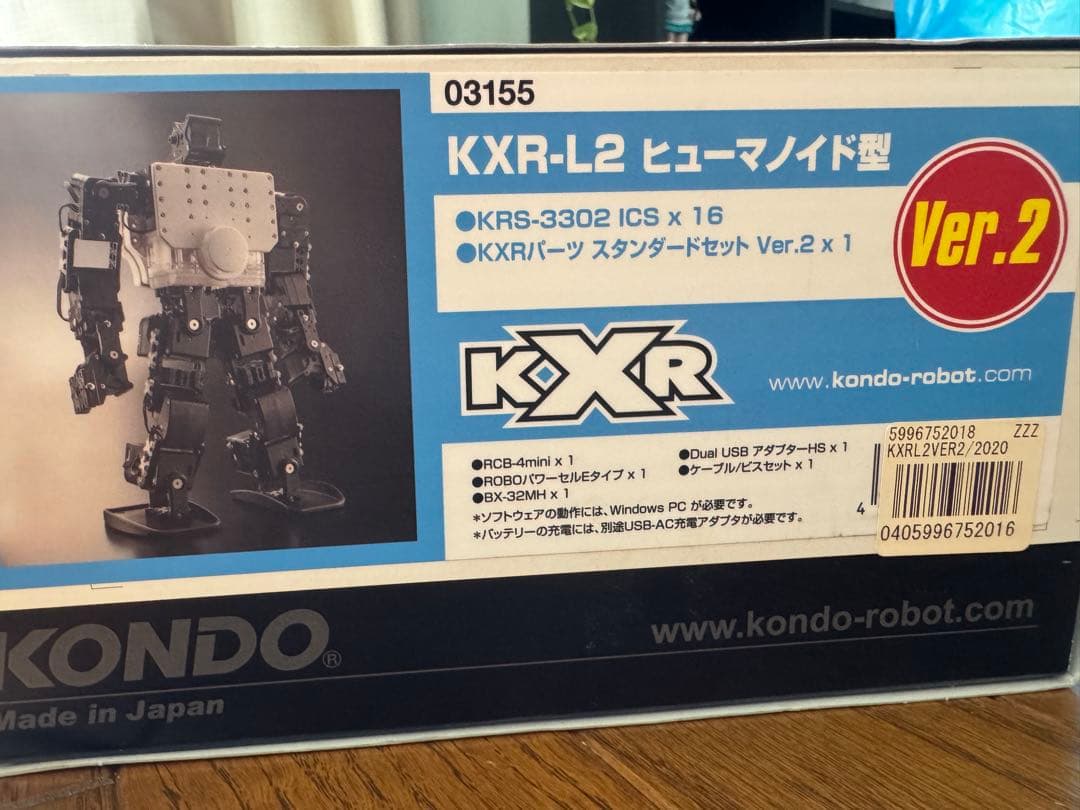 03155
KXR-L2 ヒューマノイド型
●KRS-3302 ICS x 16
●KXRパーツ スタンダードセット Ver.2 x 1
Ver.2
KXR
www.kondo-robot.com
●RCB-4mini x 1
●ROBOパワーセルEタイプ x 1
●BX-32MH x 1
●Dual USB アダプターHS x 1
●ケーブル/ビスセット x 1
*ソフトウェアの動作には、Windows PC が必要です。
*バッテリーの充電には、別途USB-AC充電アダプタが必要です。
4
5996752018 ZZZ
KXRL2VER2/2020
0405996752016
KONDO®
Made in Japan
www.kondo-robot.com